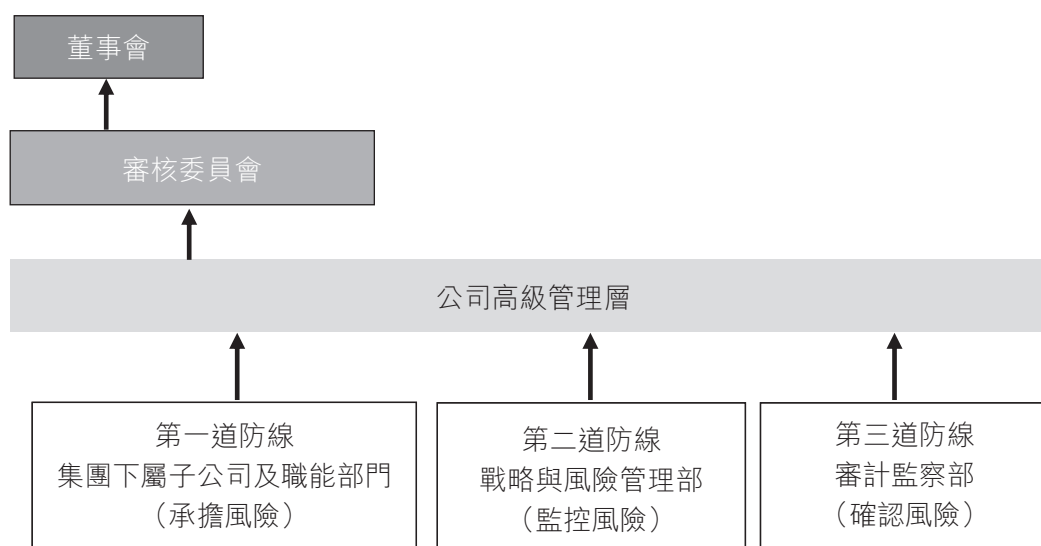 董事會
審核委員會
公司高級管理層
第一道防線
集團下屬子公司及職能部門
（承擔風險）
第二道防線
戰略與風險管理部
（監控風險）
第三道防線
審計監察部
（確認風險）